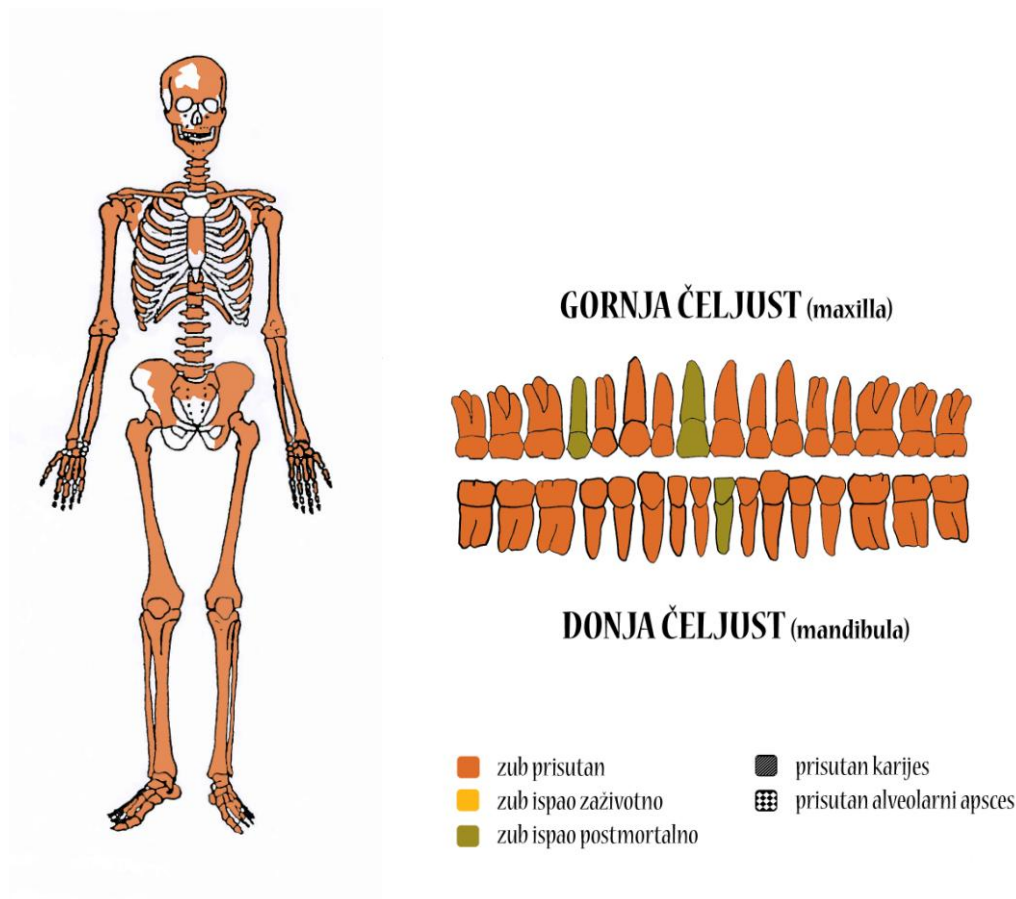 GORNJA ČELJUST (maxilla)
DONJA ČELJUST (mandibula)
zub prisutan
zub ispao zaživotno
zub ispao postmortalno
prisutan karijes
prisutan alveolarni apsces